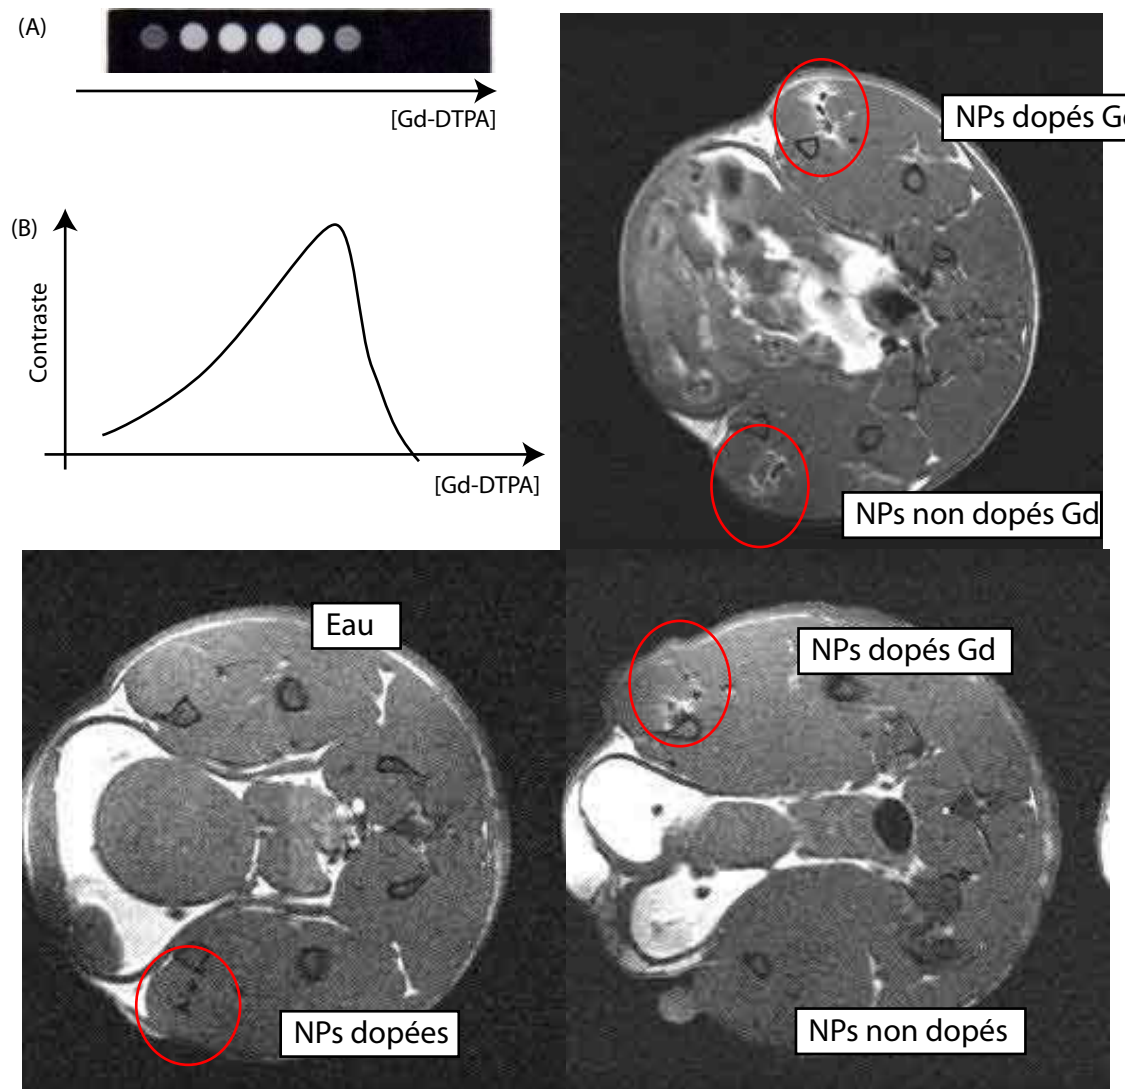 (A)
[Gd-DTPA]
NPs dopés Gd
(B)
Contraste
[Gd-DTPA]
NPs non dopés Gd
Eau
NPs dopés Gd
NPs dopées
NPs non dopés